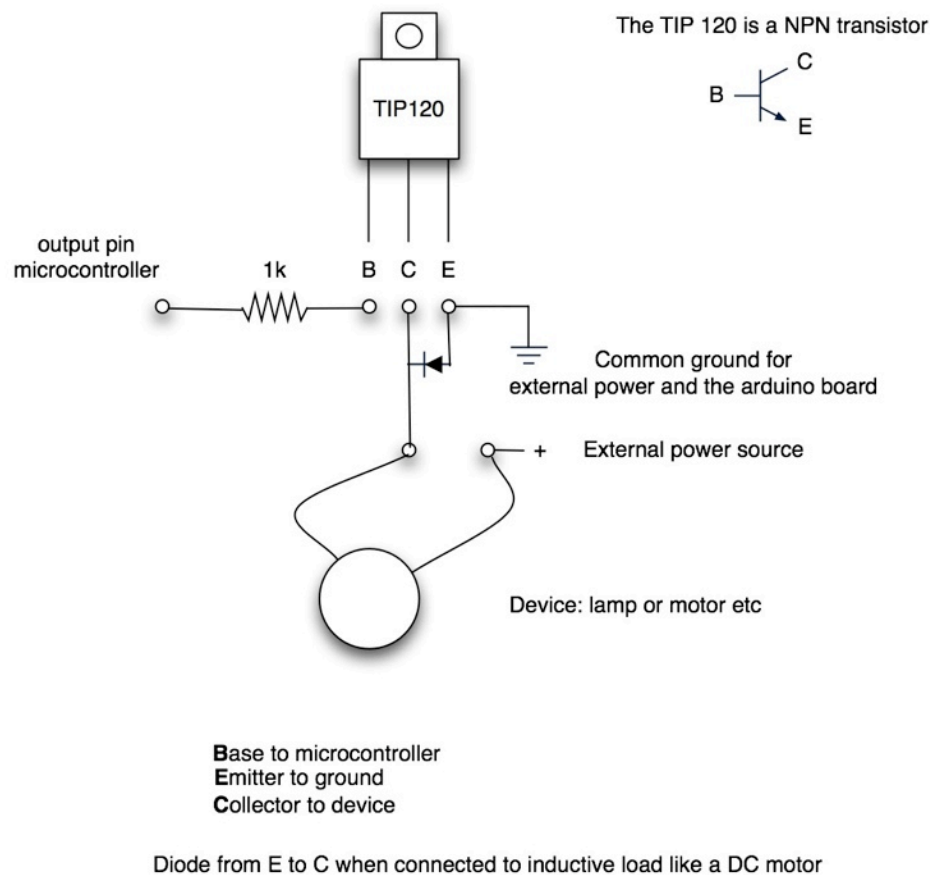 The TIP 120 is a NPN transistor
C
B
E
TIP120
output pin
microcontroller
1k
B C E
Common ground for
external power and the arduino board
+ External power source
Device: lamp or motor etc
Base to microcontroller
Emitter to ground
Collector to device
Diode from E to C when connected to inductive load like a DC motor